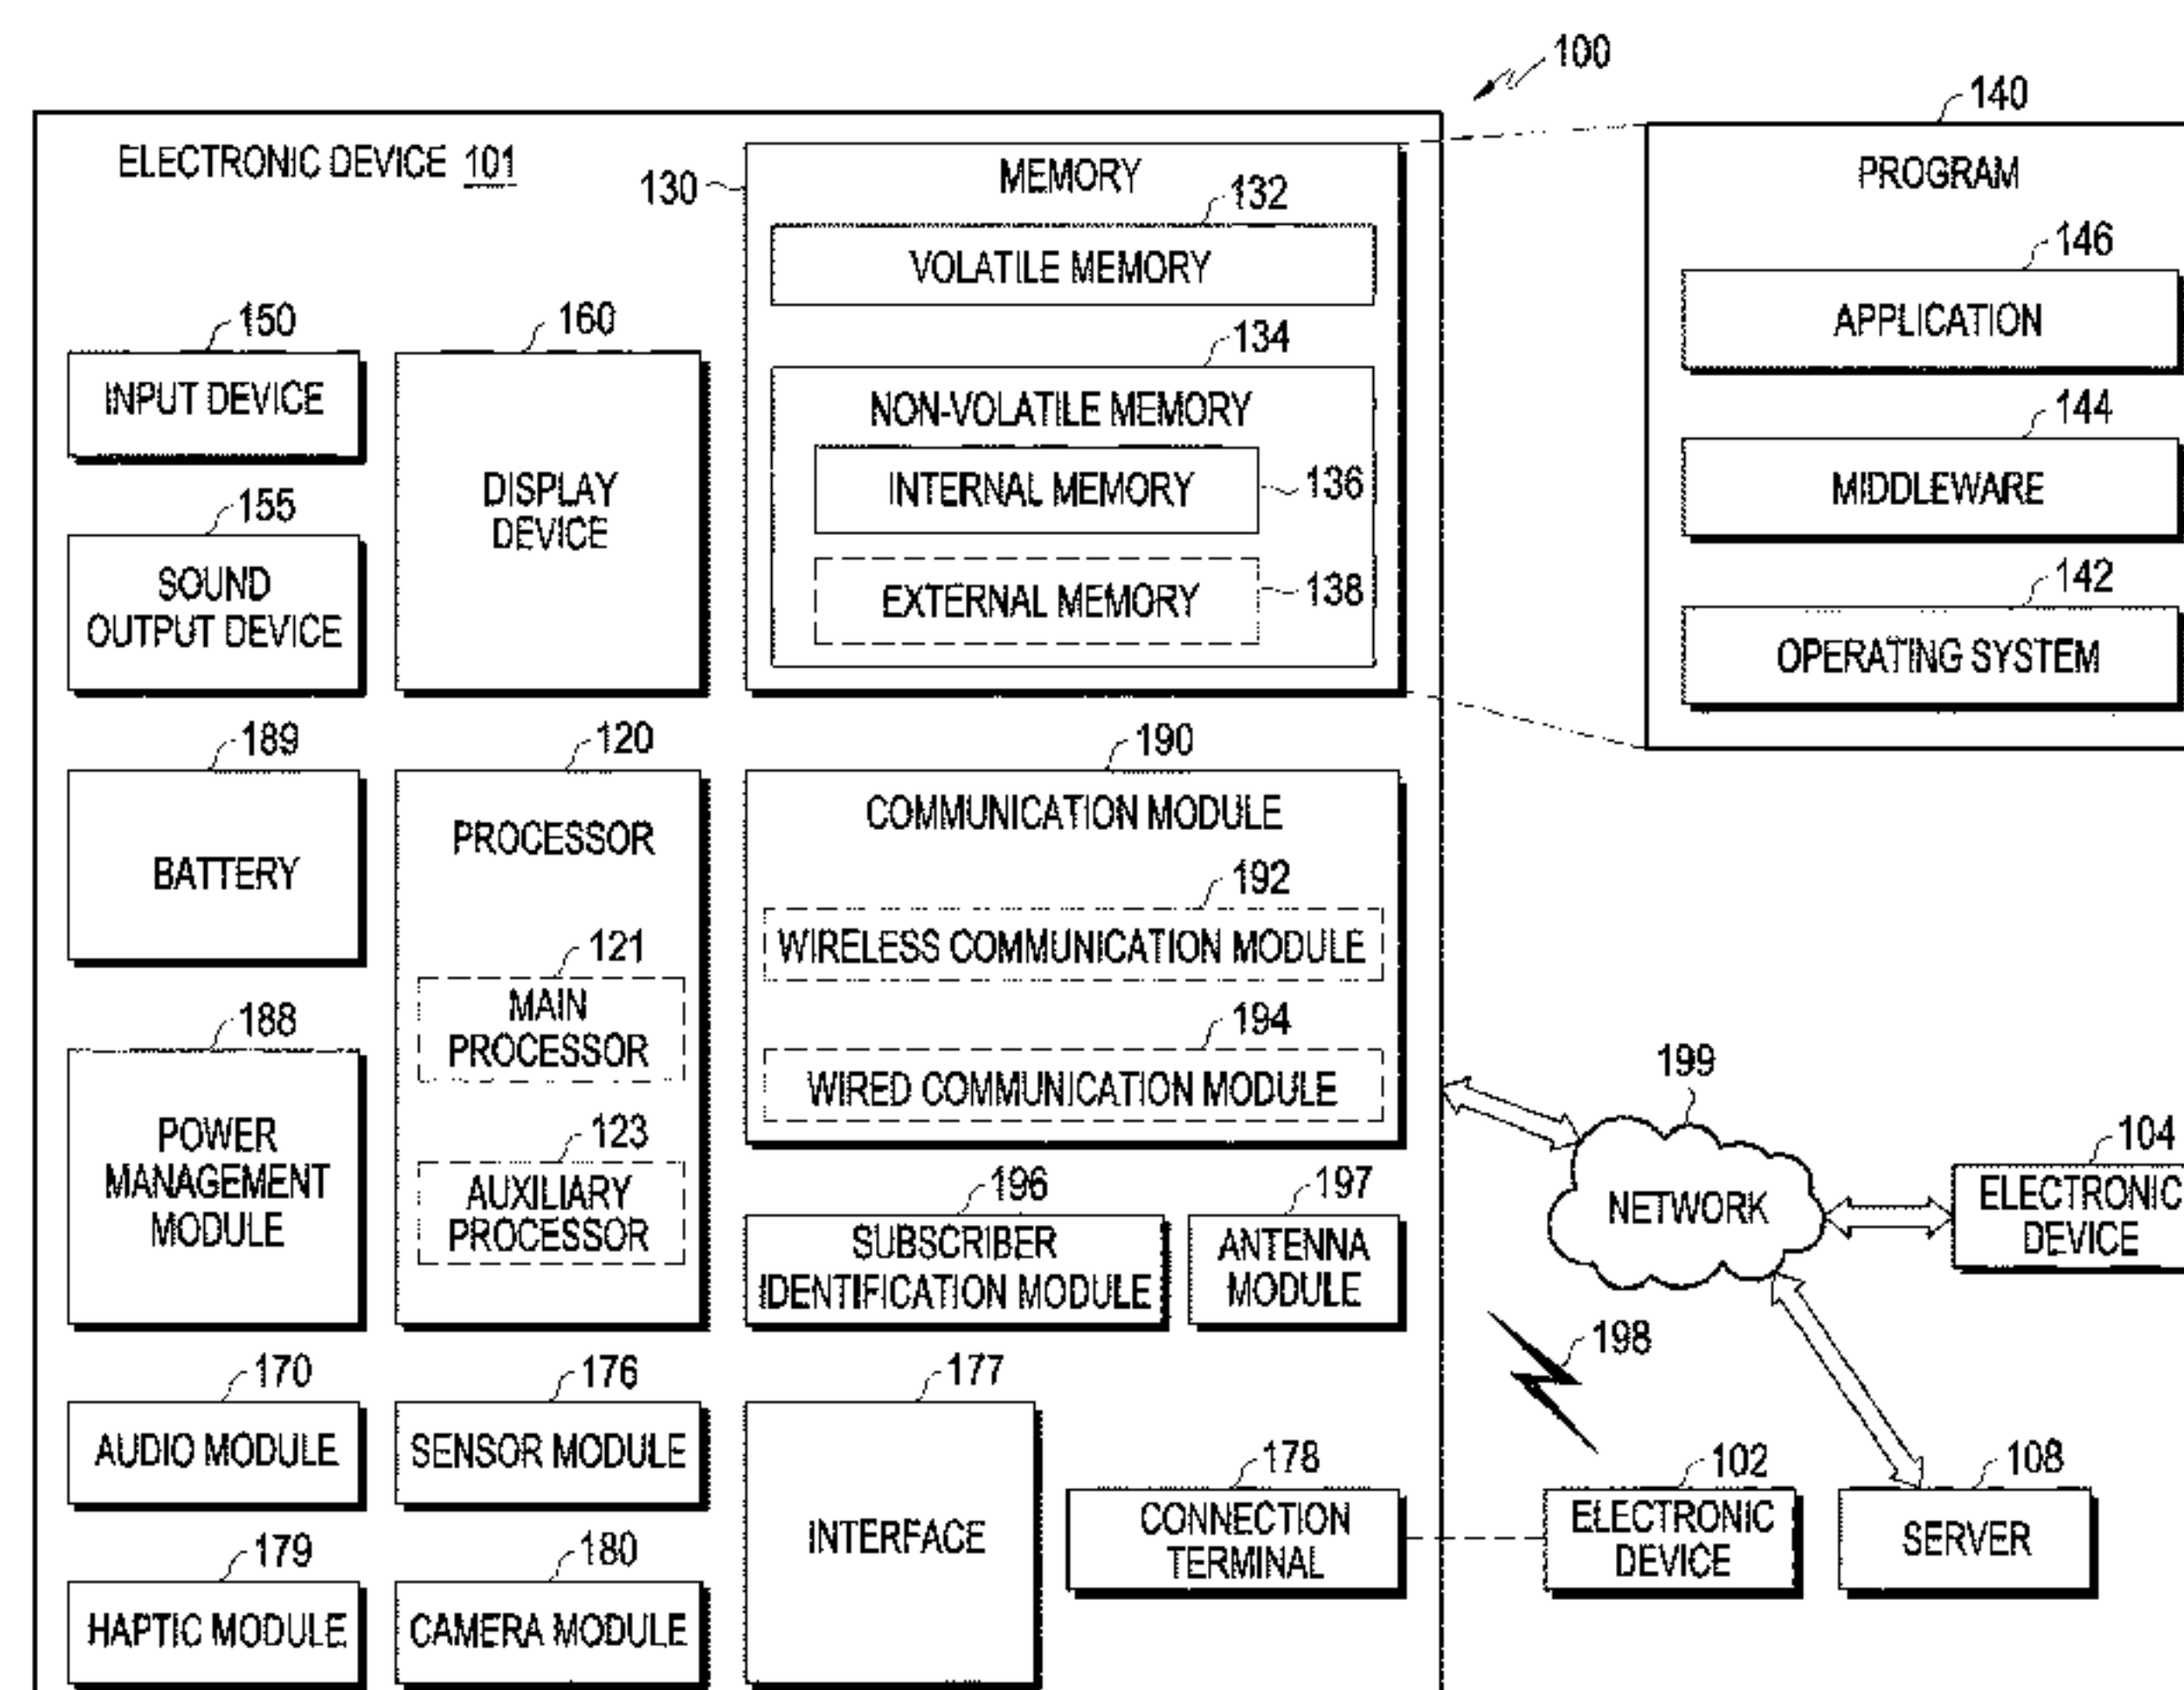 100
140
ELECTRONIC DEVICE 101
130
MEMORY
132
VOLATILE MEMORY
134
NON-VOLATILE MEMORY
INTERNAL MEMORY
136
EXTERNAL MEMORY
138
PROGRAM
146
APPLICATION
144
MIDDLEWARE
142
OPERATING SYSTEM
150
INPUT DEVICE
160
DISPLAY
DEVICE
155
SOUND
OUTPUT DEVICE
189
BATTERY
120
PROCESSOR
121
MAIN
PROCESSOR
123
AUXILIARY
PROCESSOR
190
COMMUNICATION MODULE
192
WIRELESS COMMUNICATION MODULE
194
WIRED COMMUNICATION MODULE
188
POWER
MANAGEMENT
MODULE
196
SUBSCRIBER
IDENTIFICATION MODULE
197
ANTENNA
MODULE
199
NETWORK
104
ELECTRONIC
DEVICE
198
170
AUDIO MODULE
176
SENSOR MODULE
177
INTERFACE
178
CONNECTION
TERMINAL
102
ELECTRONIC
DEVICE
108
SERVER
179
HAPTIC MODULE
180
CAMERA MODULE